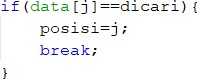 if(data[j]==dicari){
    posisi=j;
    break;
}